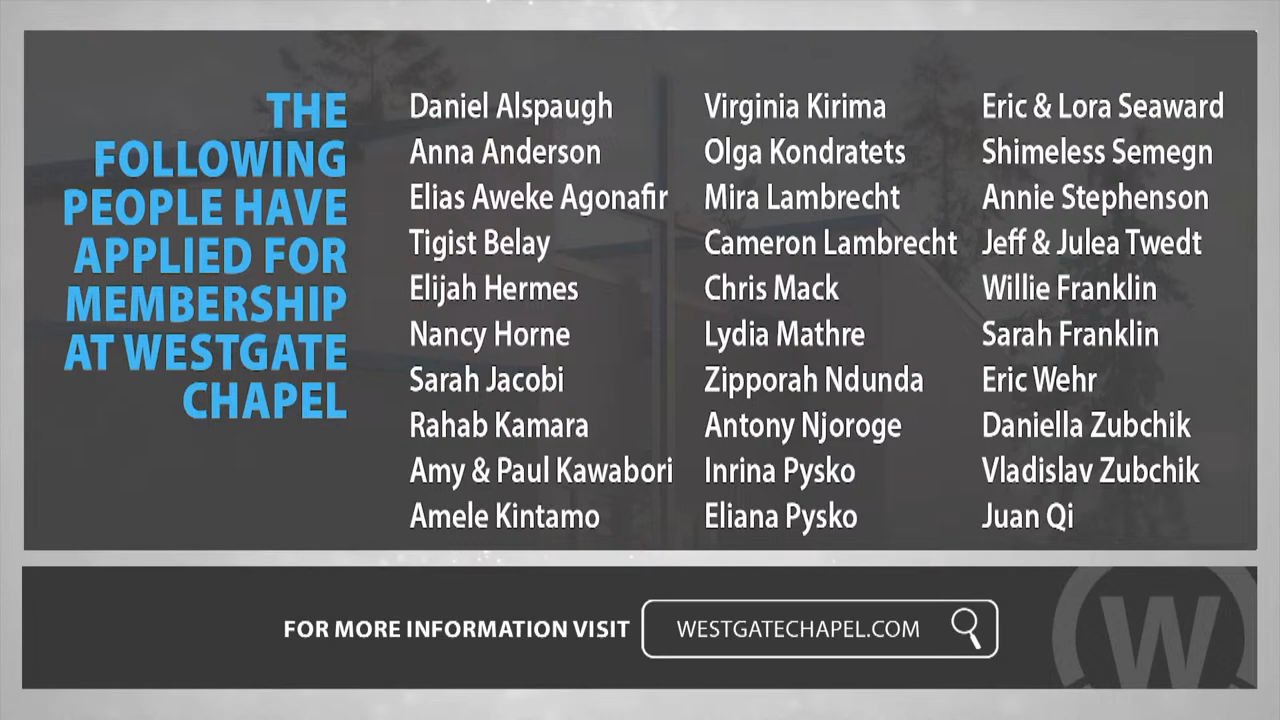 THE
FOLLOWING
PEOPLE HAVE
APPLIED FOR
MEMBERSHIP
AT WESTGATE
CHAPEL
Daniel Alspaugh
Anna Anderson
Elias Aweke Agonafir
Tigist Belay
Elijah Hermes
Nancy Horne
Sarah Jacobi
Rahab Kamara
Amy & Paul Kawabori
Amele Kintamo
Virginia Kirima
Olga Kondratets
Mira Lambrecht
Cameron Lambrecht
Chris Mack
Lydia Mathre
Zipporah Ndunda
Antony Njoroge
Inrina Pysko
Eliana Pysko
Eric & Lora Seaward
Shimeless Semegn
Annie Stephenson
Jeff & Julea Twedt
Willie Franklin
Sarah Franklin
Eric Wehr
Daniella Zubchik
Vladislav Zubchik
Juan Qi
FOR MORE INFORMATION VISIT
WESTGATECHAPEL.COM
W